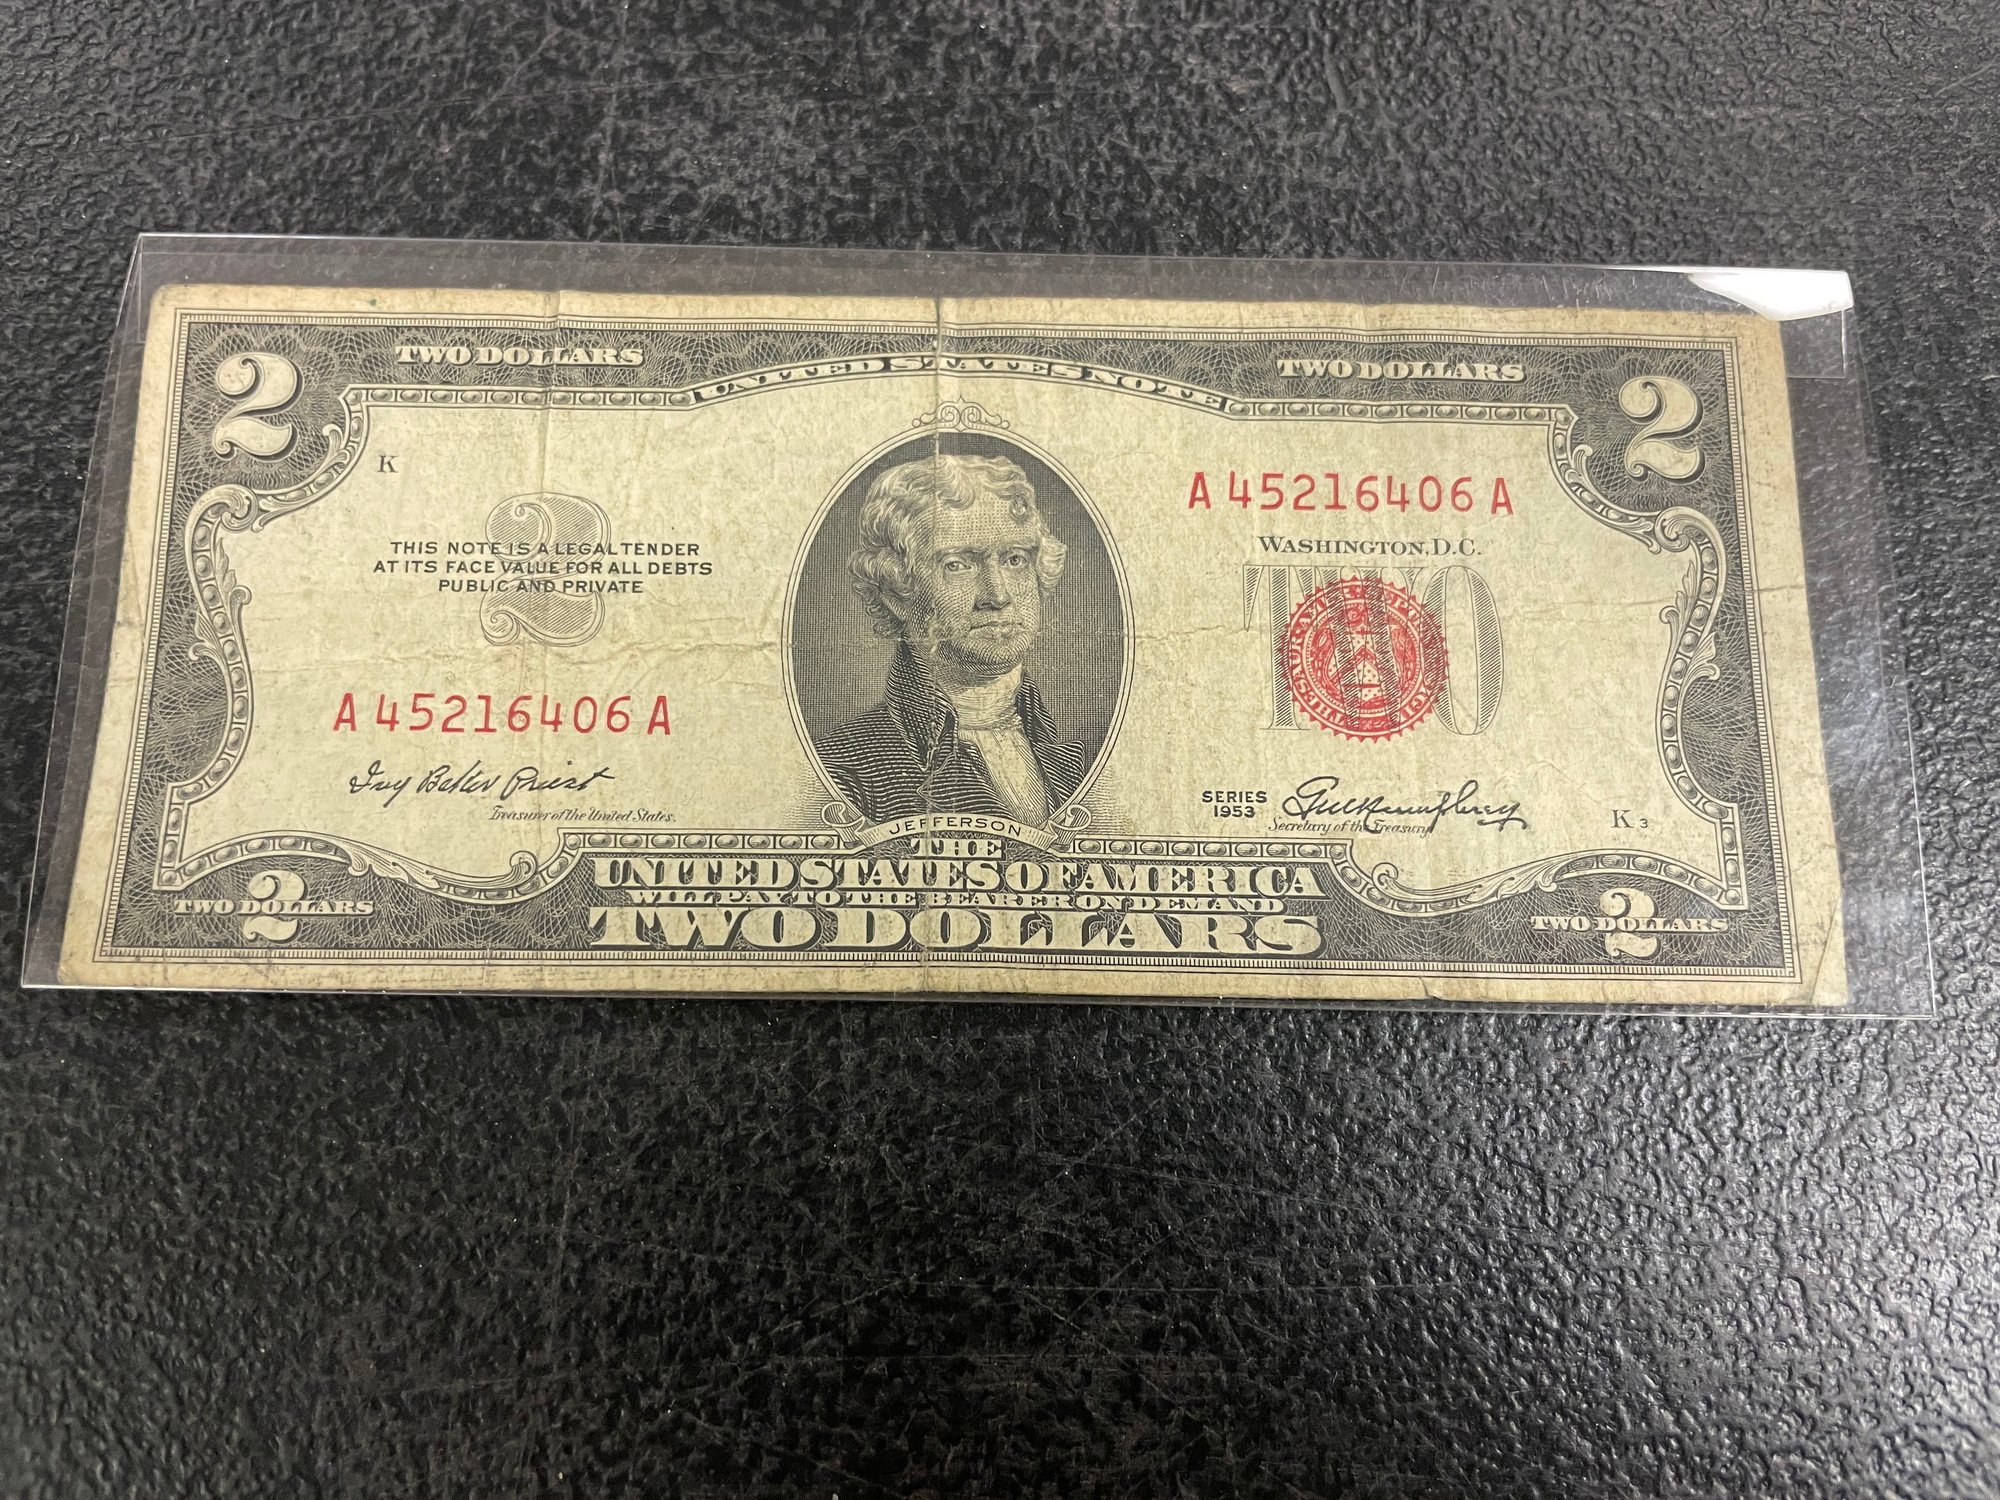 2 TWO DOLLARS UNITED STATES NOTE TWO DOLLARS 2
K
A 45216406 A
WASHINGTON, D.C.
2
THIS NOTE IS A LEGAL TENDER
AT ITS FACE VALUE FOR ALL DEBTS
PUBLIC AND PRIVATE
TWO
A 45216406 A
Ivy Baker Priest
Treasurer of the United States.
SERIES
1953
G M Humphrey
Secretary of the Treasury
K 3
JEFFERSON
THE
UNITED STATES OF AMERICA
WILL PAY TO THE BEARER ON DEMAND
TWO DOLLARS
2
TWO DOLLARS
2
TWO DOLLARS